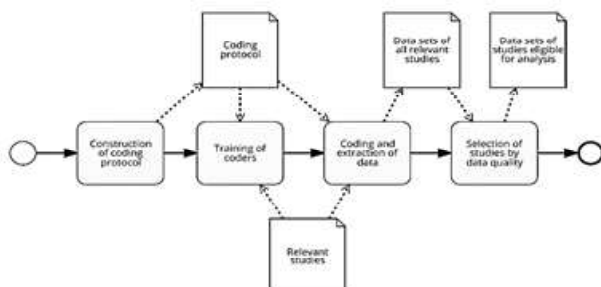 Coding
protocol
Data sets of
all relevant
studies
Data sets of
studies eligible
for analysis
Construction
of coding
protocol
Training of
coders
Coding and
extraction of
data
Selection of
studies by
data quality
Relevant
studies